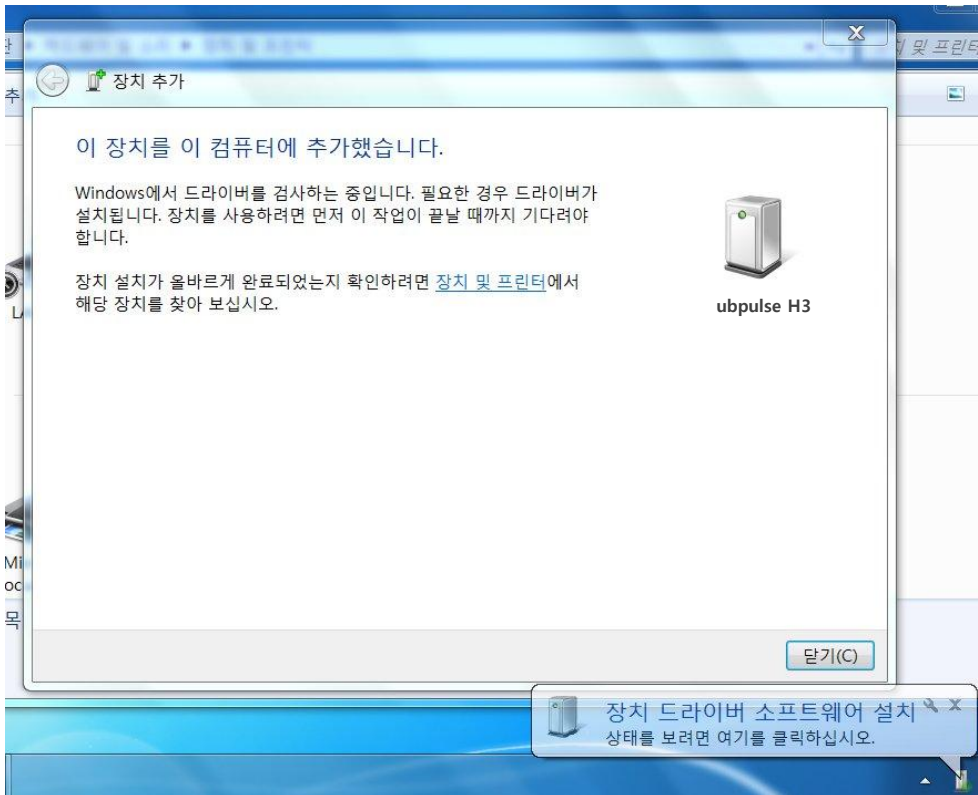 및 프린터
추
장치 추가
이 장치를 이 컴퓨터에 추가했습니다.
Windows에서 드라이버를 검사하는 중입니다. 필요한 경우 드라이버가
설치됩니다. 장치를 사용하려면 먼저 이 작업이 끝날 때까지 기다려야
합니다.
장치 설치가 올바르게 완료되었는지 확인하려면 장치 및 프린터에서
해당 장치를 찾아 보십시오.
ubpulse H3
Mi
oc
목
닫기(C)
장치 드라이버 소프트웨어 설치
상태를 보려면 여기를 클릭하십시오.